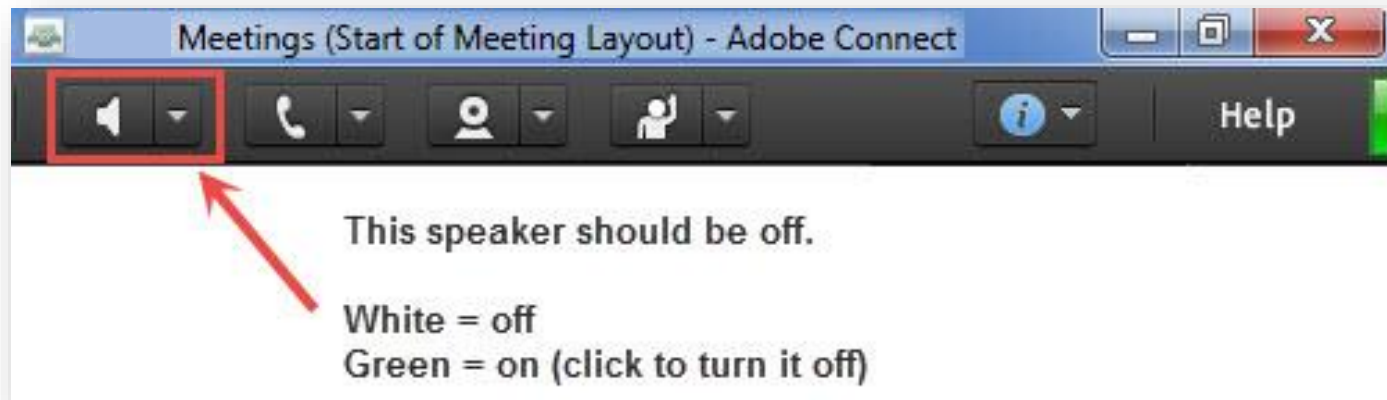 Meetings (Start of Meeting Layout) - Adobe Connect
Help
This speaker should be off.
White = off
Green = on (click to turn it off)